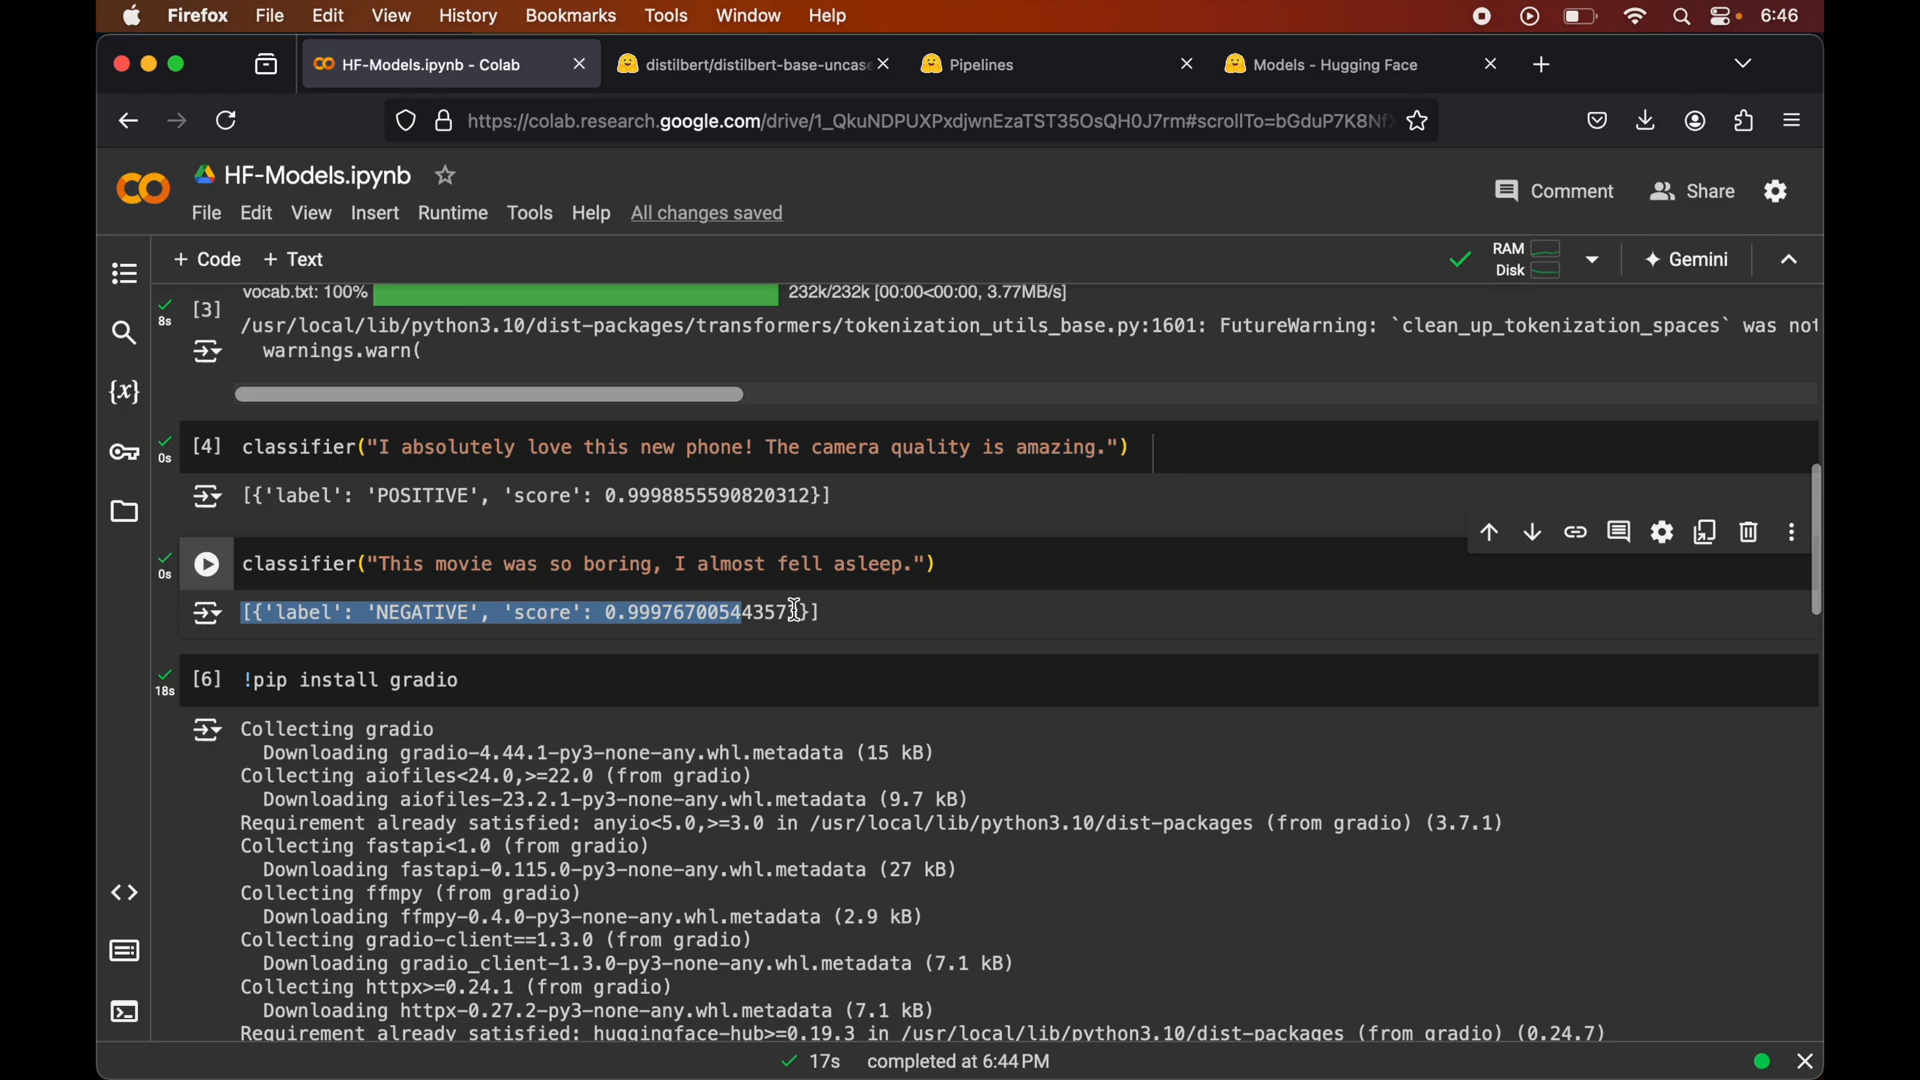 Firefox File Edit View History Bookmarks Tools Window Help 6:46
HF-Models.ipynb - Colab
distilbert/distilbert-base-uncase
Pipelines
Models - Hugging Face
https://colab.research.google.com/drive/1_QkuNDPUXPxdjwnEzaTST35OsQH0J7rm#scrollTo=bGduP7K8Nf
HF-Models.ipynb
Comment Share
File Edit View Insert Runtime Tools Help All changes saved
+ Code + Text
RAM
Disk
Gemini
vocab.txt: 100% 232k/232k [00:00<00:00, 3.77MB/s]
[3]
8s
/usr/local/lib/python3.10/dist-packages/transformers/tokenization_utils_base.py:1601: FutureWarning: `clean_up_tokenization_spaces` was not
warnings.warn(
[4] classifier("I absolutely love this new phone! The camera quality is amazing.")
0s
[{'label': 'POSITIVE', 'score': 0.9998855590820312}]
classifier("This movie was so boring, I almost fell asleep.")
0s
[{'label': 'NEGATIVE', 'score': 0.999767005443573}]
[6] !pip install gradio
18s
Collecting gradio
Downloading gradio-4.44.1-py3-none-any.whl.metadata (15 kB)
Collecting aiofiles<24.0,>=22.0 (from gradio)
Downloading aiofiles-23.2.1-py3-none-any.whl.metadata (9.7 kB)
Requirement already satisfied: anyio<5.0,>=3.0 in /usr/local/lib/python3.10/dist-packages (from gradio) (3.7.1)
Collecting fastapi<1.0 (from gradio)
Downloading fastapi-0.115.0-py3-none-any.whl.metadata (27 kB)
Collecting ffmpy (from gradio)
Downloading ffmpy-0.4.0-py3-none-any.whl.metadata (2.9 kB)
Collecting gradio-client==1.3.0 (from gradio)
Downloading gradio_client-1.3.0-py3-none-any.whl.metadata (7.1 kB)
Collecting httpx>=0.24.1 (from gradio)
Downloading httpx-0.27.2-py3-none-any.whl.metadata (7.1 kB)
Requirement already satisfied: huggingface-hub>=0.19.3 in /usr/local/lib/python3.10/dist-packages (from gradio) (0.24.7)
17s completed at 6:44 PM